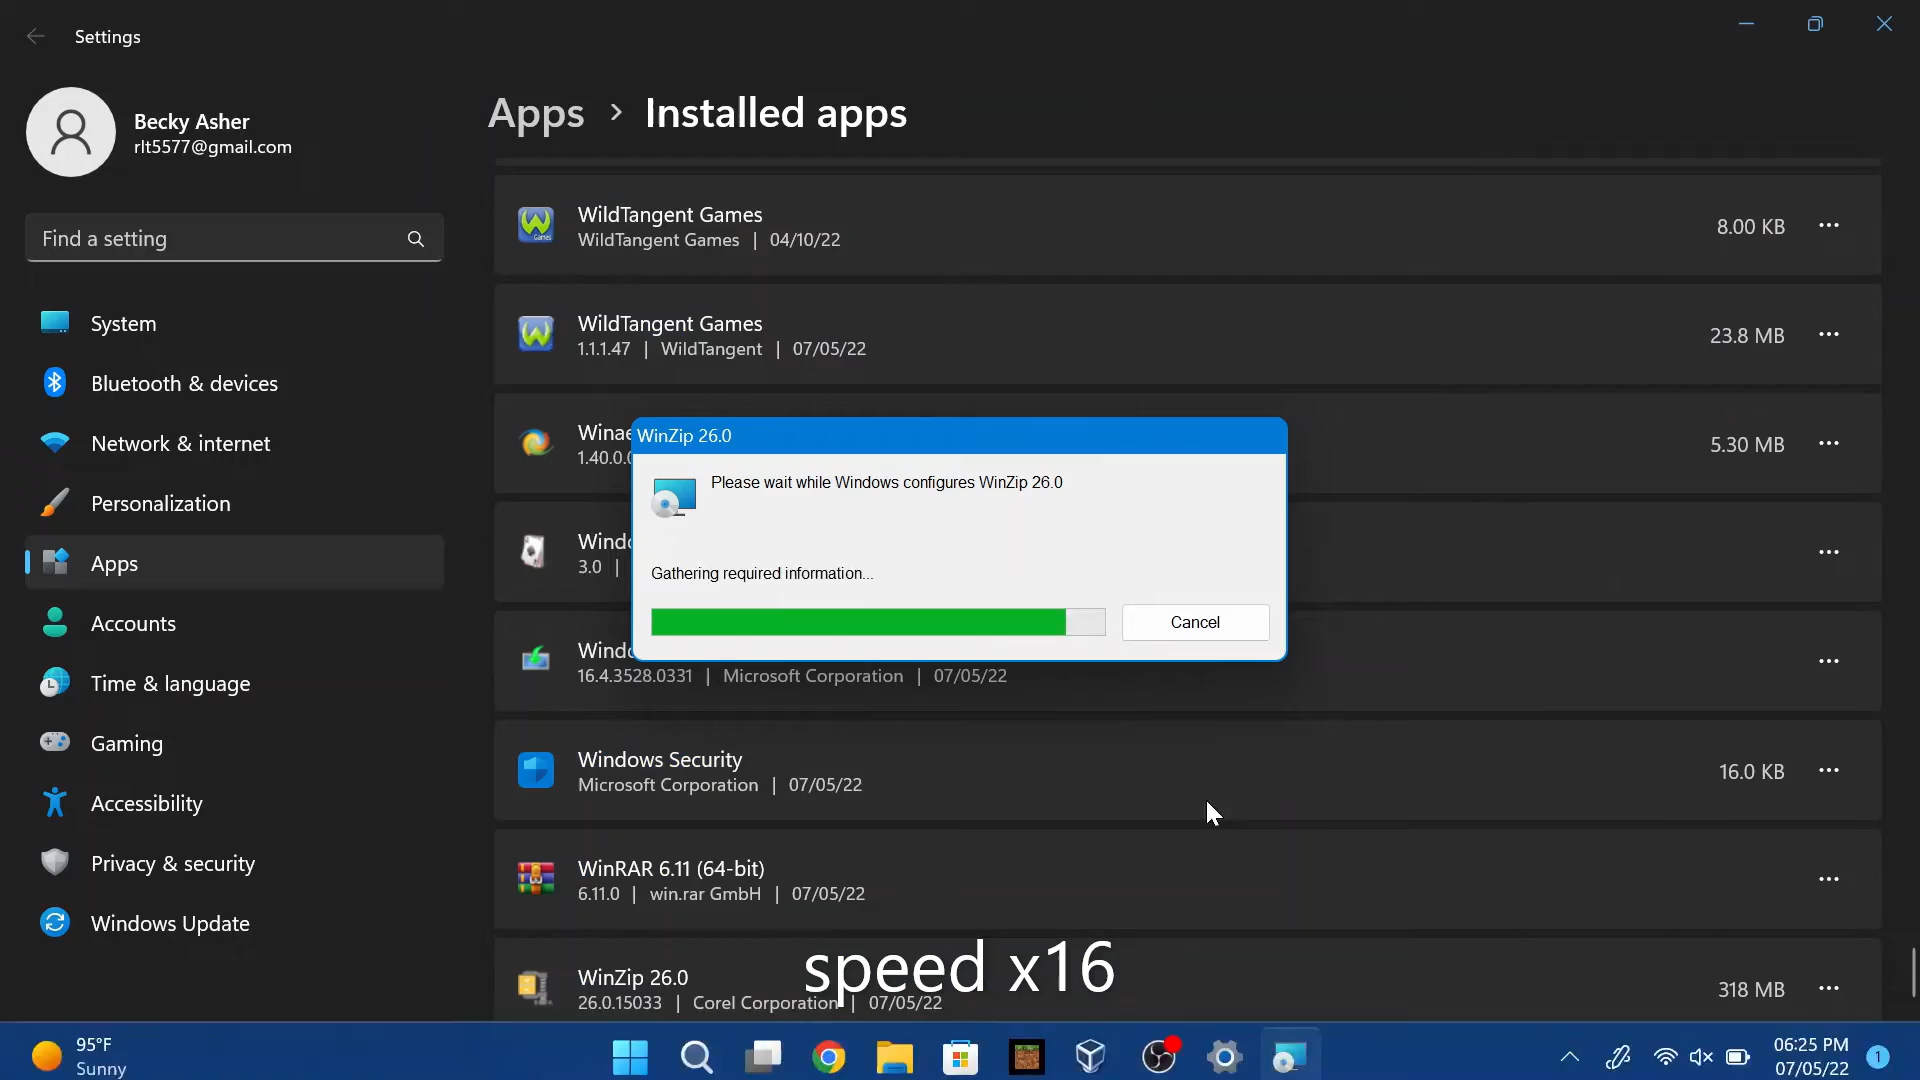 Settings
Becky Asher
rlt5577@gmail.com
Find a setting
System
Bluetooth & devices
Network & internet
Personalization
Apps
Accounts
Time & language
Gaming
Accessibility
Privacy & security
Windows Update
Apps > Installed apps
WildTangent Games
WildTangent Games | 04/10/22
8.00 KB
WildTangent Games
1.1.1.47 | WildTangent | 07/05/22
23.8 MB
Winae
1.40.0.0
5.30 MB
WinZip 26.0
Please wait while Windows configures WinZip 26.0
Gathering required information...
Cancel
Windo
3.0 |
Windo
16.4.3528.0331 | Microsoft Corporation | 07/05/22
Windows Security
Microsoft Corporation | 07/05/22
16.0 KB
WinRAR 6.11 (64-bit)
6.11.0 | win.rar GmbH | 07/05/22
WinZip 26.0
26.0.15033 | Corel Corporation | 07/05/22
318 MB
speed x16
95°F
Sunny
06:25 PM
07/05/22
1